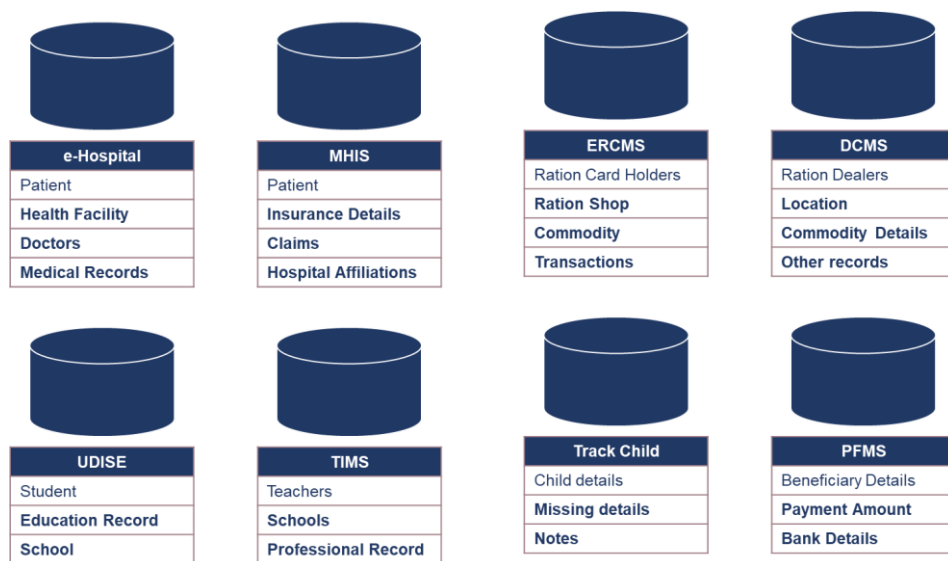 e-Hospital
Patient
Health Facility
Doctors
Medical Records
MHIS
Patient
Insurance Details
Claims
Hospital Affiliations
ERCMS
Ration Card Holders
Ration Shop
Commodity
Transactions
DCMS
Ration Dealers
Location
Commodity Details
Other records
UDISE
Student
Education Record
School
TIMS
Teachers
Schools
Professional Record
Track Child
Child details
Missing details
Notes
PFMS
Beneficiary Details
Payment Amount
Bank Details